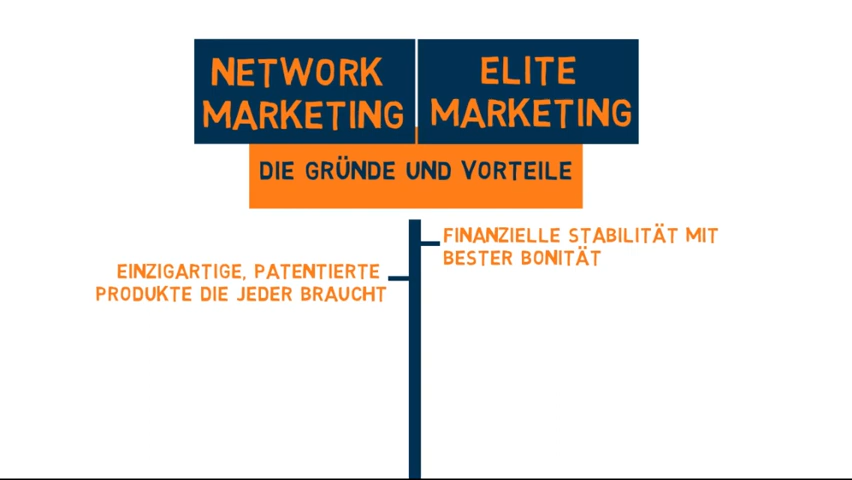 NETWORK
MARKETING
ELITE
MARKETING
DIE GRÜNDE UND VORTEILE
FINANZIELLE STABILITÄT MIT
BESTER BONITÄT
EINZIGARTIGE, PATENTIERTE
PRODUKTE DIE JEDER BRAUCHT